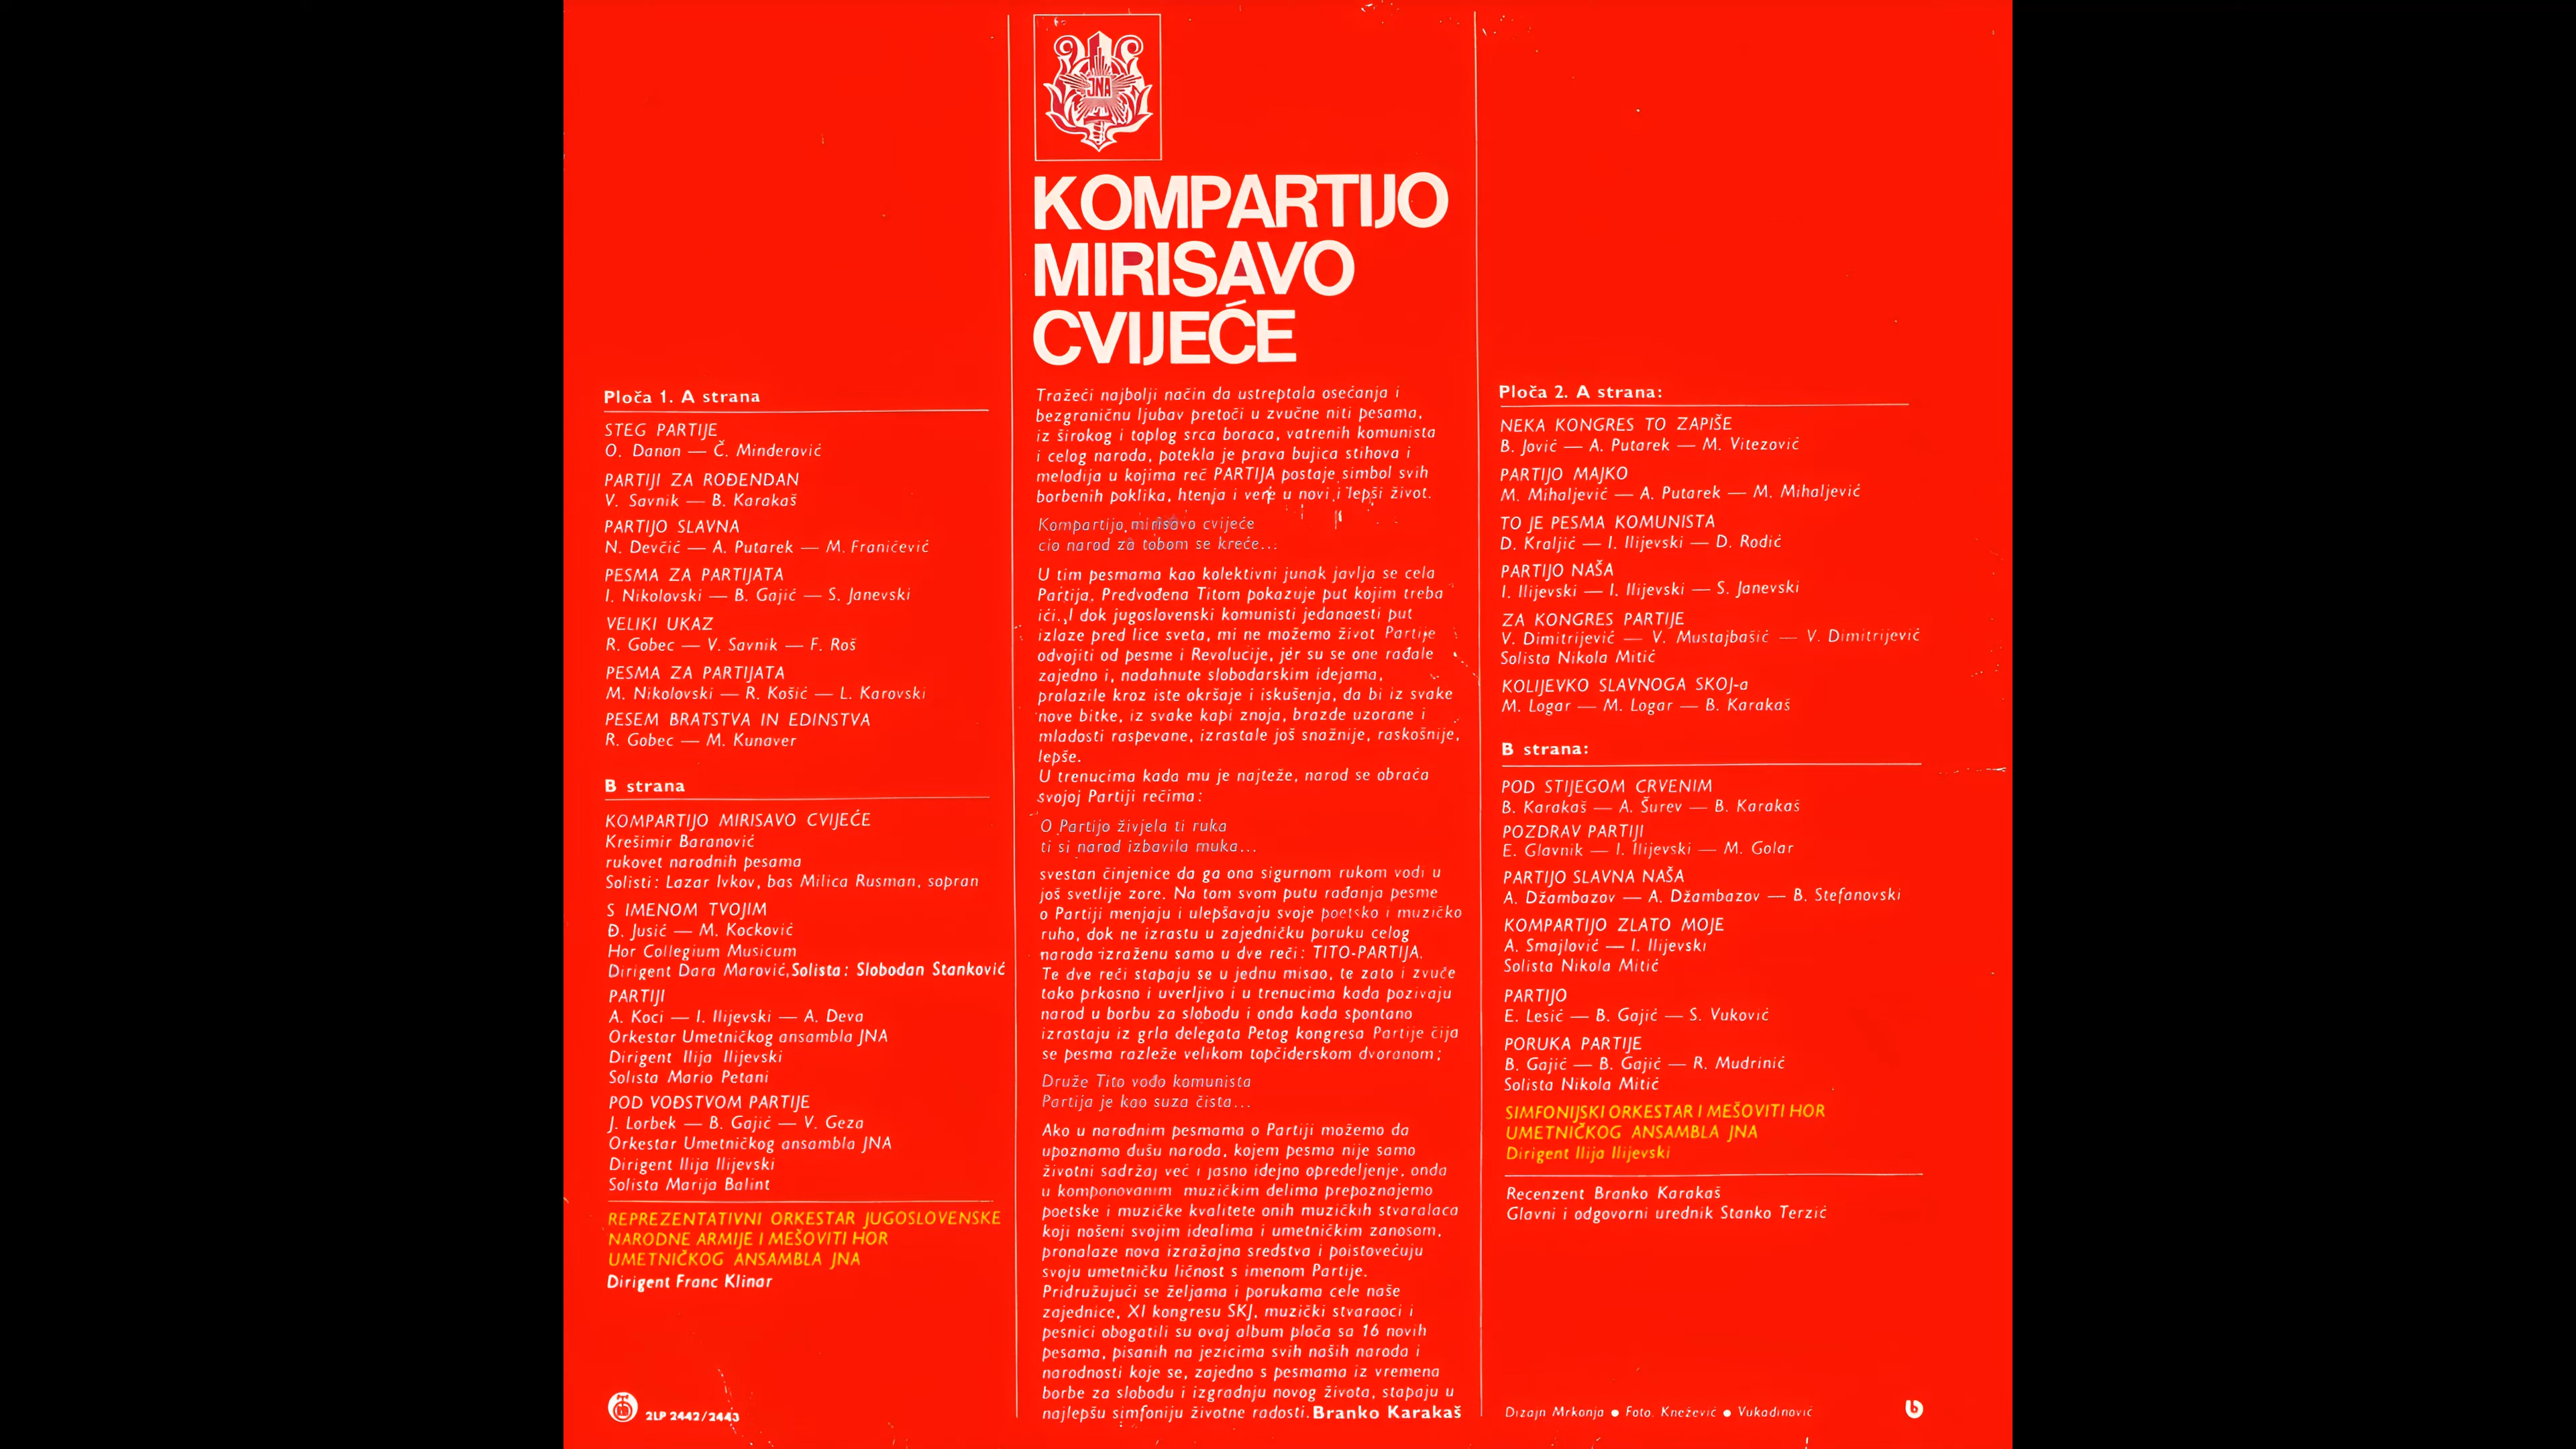 JNA
KOMPARTIJO
MIRISAVO
CVIJEĆE
Ploča 1. A strana
STEG PARTIJE
O. Danon — Č. Minderović
PARTIJI ZA ROĐENDAN
V. Savnik — B. Karakaš
PARTIJO SLAVNA
N. Devčić — A. Putarek — M. Franičević
PESMA ZA PARTIJATA
I. Nikolovski — B. Gajić — S. Janevski
VELIKI UKAZ
R. Gobec — V. Savnik — F. Roš
PESMA ZA PARTIJATA
M. Nikolovski — R. Košić — L. Karovski
PESEM BRATSTVA IN EDINSTVA
R. Gobec — M. Kunaver
B strana
KOMPARTIJO MIRISAVO CVIJEĆE
Krešimir Baranović
rukovet narodnih pesama
Solisti: Lazar Ivkov, bas Milica Rusman, sopran
S IMENOM TVOJIM
Đ. Jusić — M. Kocković
Hor Collegium Musicum
Dirigent Dara Marović, Solista: Slobodan Stanković
PARTIJI
A. Koci — I. Ilijevski — A. Deva
Orkestar Umetničkog ansambla JNA
Dirigent Ilija Ilijevski
Solista Mario Petani
POD VOĐSTVOM PARTIJE
J. Lorbek — B. Gajić — V. Geza
Orkestar Umetničkog ansambla JNA
Dirigent Ilija Ilijevski
Solista Marija Balint
REPREZENTATIVNI ORKESTAR JUGOSLOVENSKE
NARODNE ARMIJE I MEŠOVITI HOR
UMETNIČKOG ANSAMBLA JNA
Dirigent Franc Klinar
2LP 2442/2443
Tražeći najbolji način da ustreptala osećanja i
bezgraničnu ljubav pretoči u zvučne niti pesama,
iz širokog i toplog srca boraca, vatrenih komunista
i celog naroda, potekla je prava bujica stihova i
melodija u kojima reč PARTIJA postaje simbol svih
borbenih poklika, htenja i vere u novi i lepši život.
Kompartijo mirisavo cvijeće
cio narod za tobom se kreće...
U tim pesmama kao kolektivni junak javlja se cela
Partija. Predvođena Titom pokazuje put kojim treba
ići. I dok jugoslovenski komunisti jedanaesti put
izlaze pred lice sveta, mi ne možemo život Partije
odvojiti od pesme i Revolucije, jer su se one rađale
zajedno i, nadahnute slobodarskim idejama,
prolazile kroz iste okršaje i iskušenja, da bi iz svake
nove bitke, iz svake kapi znoja, brazde uzorane i
mladosti raspevane, izrastale još snažnije, raskošnije,
lepše.
U trenucima kada mu je najteže, narod se obraća
svojoj Partiji rečima:
O Partijo živjela ti ruka
ti si narod izbavila muka...
svestan činjenice da ga ona sigurnom rukom vodi u
još svetlije zore. Na tom svom putu rađanja pesme
o Partiji menjaju i ulepšavaju svoje poetsko i muzičko
ruho, dok ne izrastu u zajedničku poruku celog
naroda izraženu samo u dve reči: TITO-PARTIJA.
Te dve reči stapaju se u jednu misao, te zato i zvuče
tako prkosno i uverljivo i u trenucima kada pozivaju
narod u borbu za slobodu i onda kada spontano
izrastaju iz grla delegata Petog kongresa Partije čija
se pesma razleže velikom topčiderskom dvoranom;
Druže Tito vođo komunista
Partija je kao suza čista...
Ako u narodnim pesmama o Partiji možemo da
upoznamo dušu naroda, kojem pesma nije samo
životni sadržaj već i jasno idejno opredeljenje, onda
u komponovanim muzičkim delima prepoznajemo
poetske i muzičke kvalitete onih muzičkih stvaralaca
koji nošeni svojim idealima i umetničkim zanosom,
pronalaze nova izražajna sredstva i poistovećuju
svoju umetničku ličnost s imenom Partije.
Pridružujući se željama i porukama cele naše
zajednice, XI kongresu SKJ, muzički stvaraoci i
pesnici obogatili su ovaj album ploča sa 16 novih
pesama, pisanih na jezicima svih naših naroda i
narodnosti koje se, zajedno s pesmama iz vremena
borbe za slobodu i izgradnju novog života, stapaju u
najlepšu simfoniju životne radosti. Branko Karakaš
Ploča 2. A strana:
NEKA KONGRES TO ZAPIŠE
B. Jović — A. Putarek — M. Vitezović
PARTIJO MAJKO
M. Mihaljević — A. Putarek — M. Mihaljević
TO JE PESMA KOMUNISTA
D. Kraljić — I. Ilijevski — D. Rodić
PARTIJO NAŠA
I. Ilijevski — I. Ilijevski — S. Janevski
ZA KONGRES PARTIJE
V. Dimitrijević — V. Mustajbašić — V. Dimitrijević
Solista Nikola Mitić
KOLIJEVKO SLAVNOGA SKOJ-a
M. Logar — M. Logar — B. Karakaš
B strana:
POD STIJEGOM CRVENIM
B. Karakaš — A. Šurev — B. Karakaš
POZDRAV PARTIJI
E. Glavnik — I. Ilijevski — M. Golar
PARTIJO SLAVNA NAŠA
A. Džambazov — A. Džambazov — B. Stefanovski
KOMPARTIJO ZLATO MOJE
A. Smajlović — I. Ilijevski
Solista Nikola Mitić
PARTIJO
E. Lesić — B. Gajić — S. Vuković
PORUKA PARTIJE
B. Gajić — B. Gajić — R. Mudrinić
Solista Nikola Mitić
SIMFONIJSKI ORKESTAR I MEŠOVITI HOR
UMETNIČKOG ANSAMBLA JNA
Dirigent Ilija Ilijevski
Recenzent Branko Karakaš
Glavni i odgovorni urednik Stanko Terzić
Dizajn Mrkonja ● Foto. Knežević ● Vukadinović
b